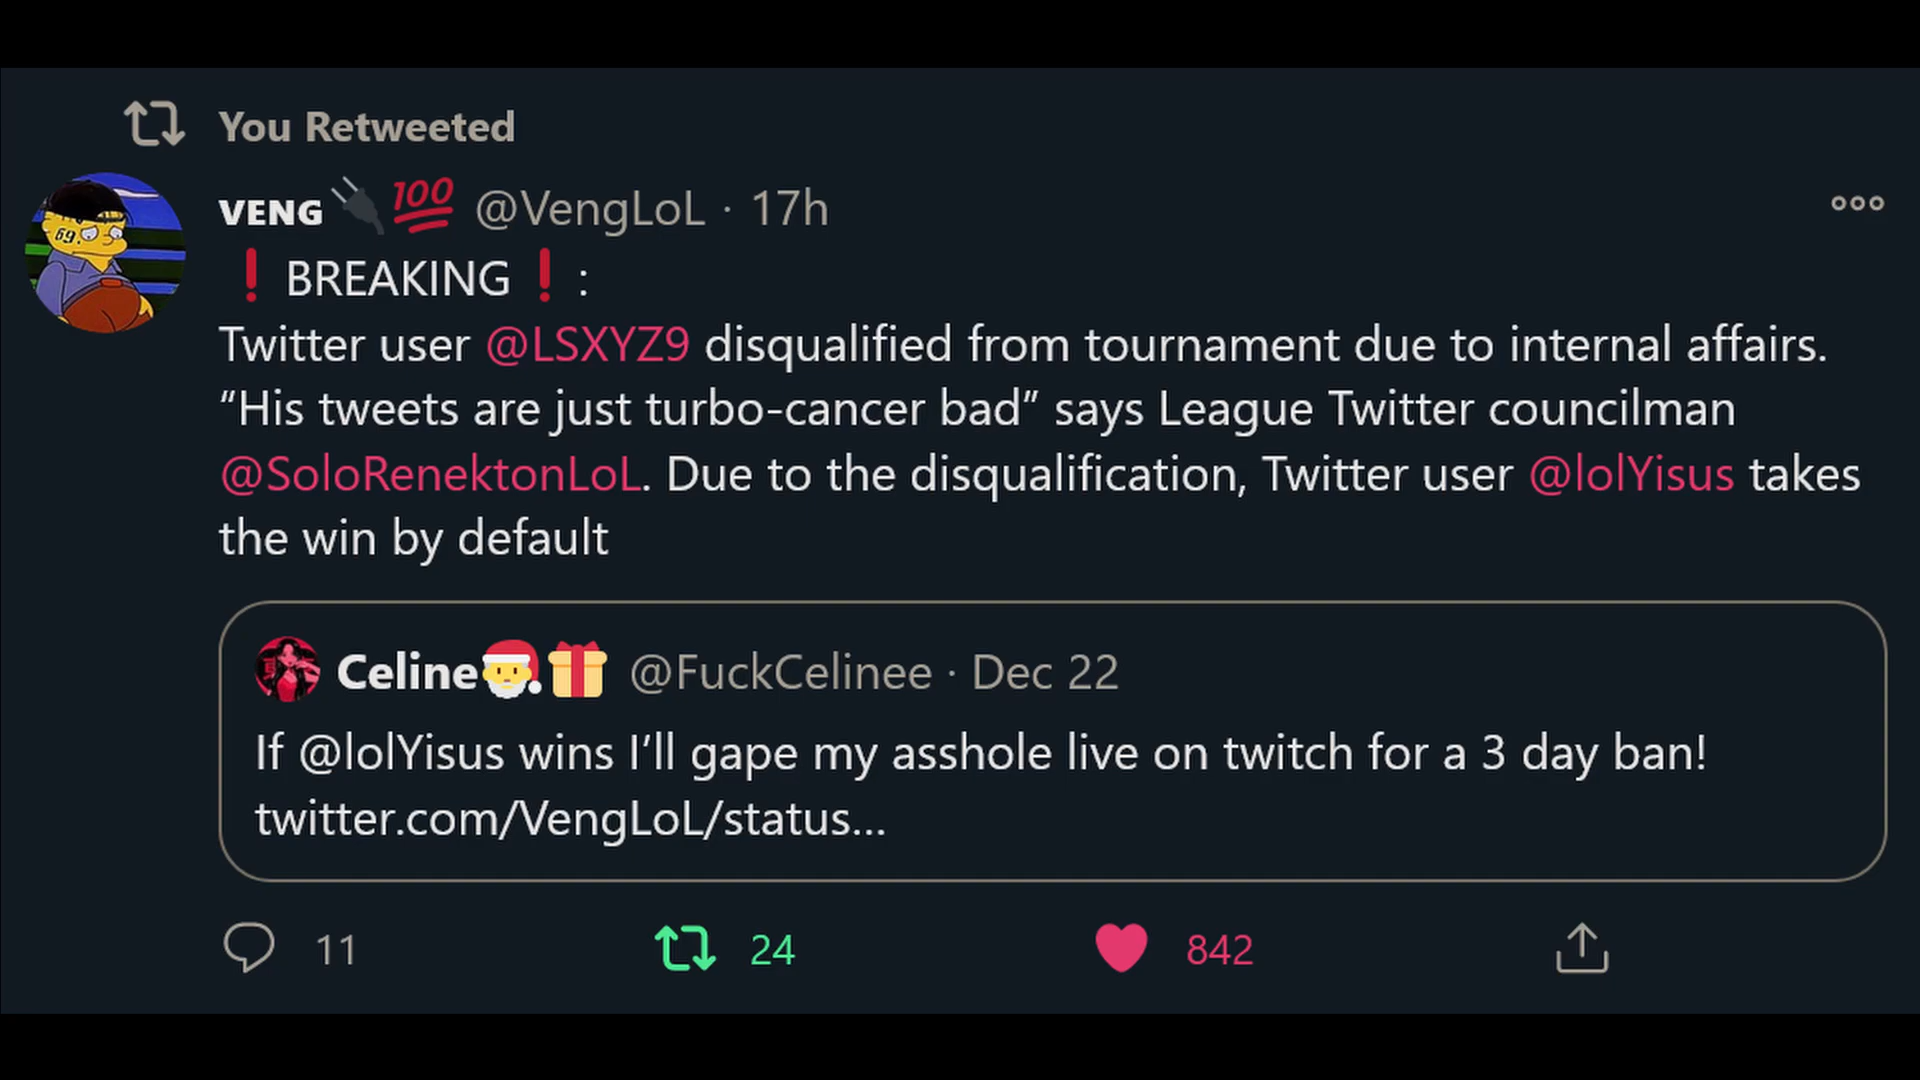 You Retweeted
VENG🔌💯 @VengLoL · 17h
❗ BREAKING❗ :
Twitter user @LSXYZ9 disqualified from tournament due to internal affairs.
“His tweets are just turbo-cancer bad” says League Twitter councilman
@SoloRenektonLoL. Due to the disqualification, Twitter user @lolYisus takes
the win by default
Celine🎅🎁 @FuckCelinee · Dec 22
If @lolYisus wins I’ll gape my asshole live on twitch for a 3 day ban!
twitter.com/VengLoL/status...
11 24 842
69.